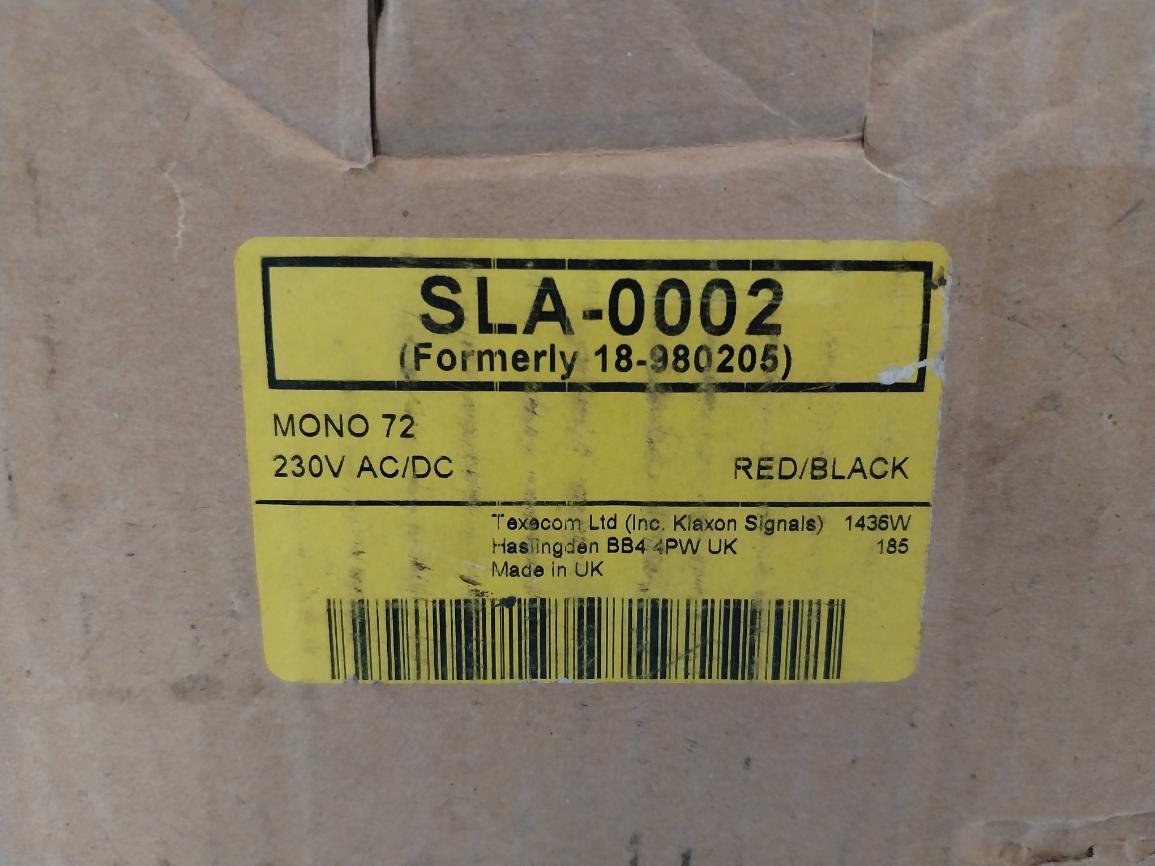 SLA-0002
(Formerly 18-980205)
MONO 72
230V AC/DC RED/BLACK
Texecom Ltd (Inc. Klaxon Signals) 1436W
Haslingden BB4 4PW UK 185
Made in UK